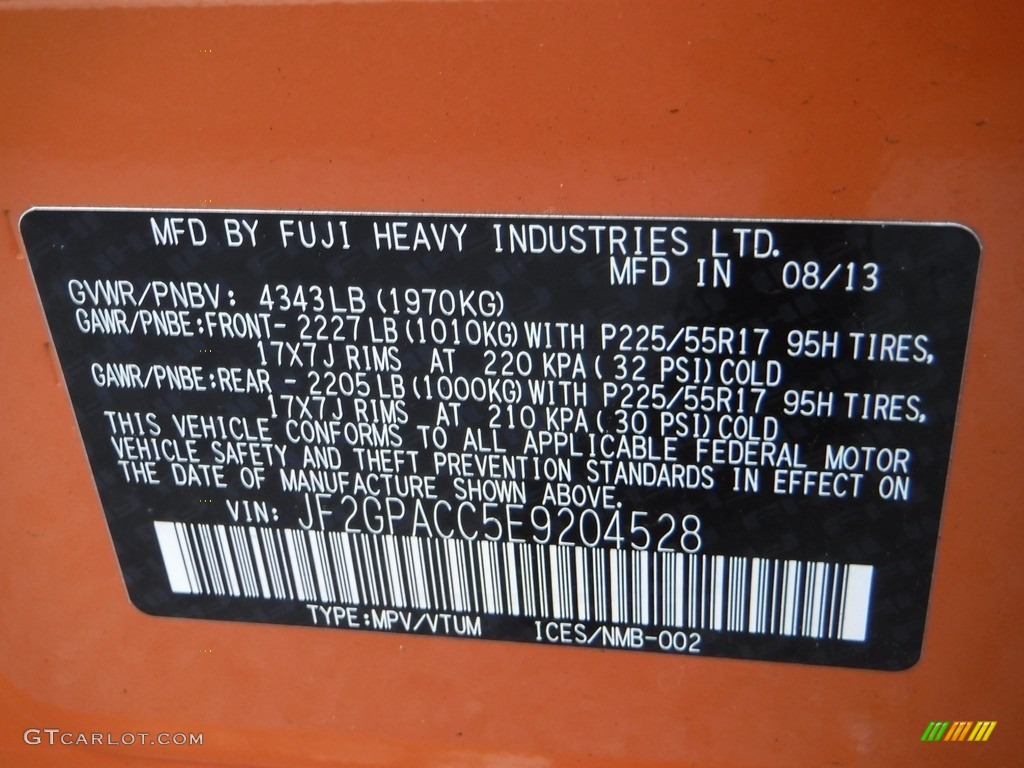 MFD BY FUJI HEAVY INDUSTRIES LTD.
MFD IN 08/13
GVWR/PNBV: 4343LB (1970KG)
GAWR/PNBE:FRONT- 2227LB (1010KG) WITH P225/55R17 95H TIRES,
17X7J RIMS AT 220 KPA ( 32 PSI) COLD
GAWR/PNBE:REAR - 2205LB (1000KG) WITH P225/55R17 95H TIRES,
17X7J RIMS AT 210 KPA ( 30 PSI) COLD
THIS VEHICLE CONFORMS TO ALL APPLICABLE FEDERAL MOTOR
VEHICLE SAFETY AND THEFT PREVENTION STANDARDS IN EFFECT ON
THE DATE OF MANUFACTURE SHOWN ABOVE.
VIN: JF2GPACC5E9204528
TYPE:MPV/VTUM ICES/NMB-002
GTCARLOT.COM